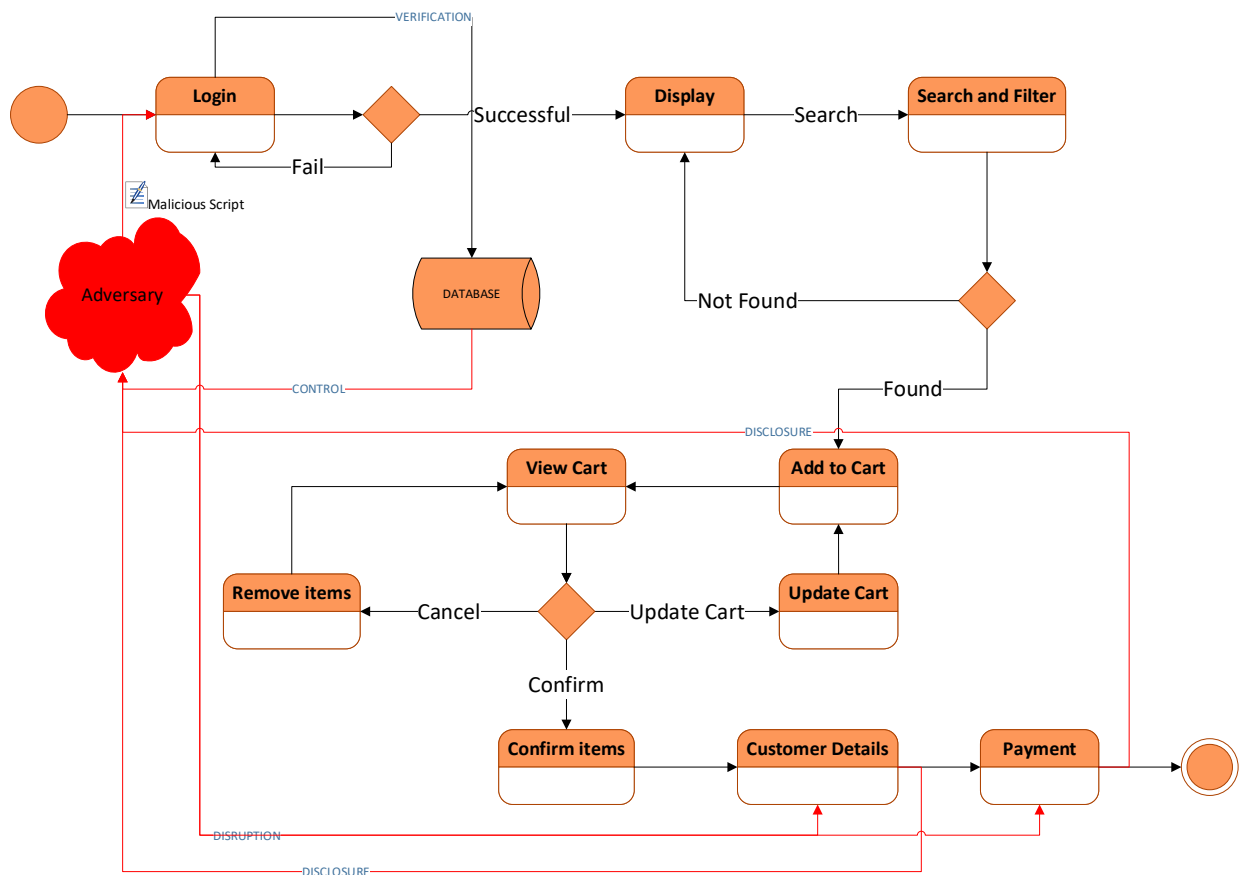 VERIFICATION
Login
Display
Search and Filter
Successful
Search
Fail
Malicious Script
Adversary
DATABASE
Not Found
CONTROL
Found
DISCLOSURE
View Cart
Add to Cart
Remove items
Update Cart
Cancel
Update Cart
Confirm
Confirm items
Customer Details
Payment
DISRUPTION
DISCLOSURE